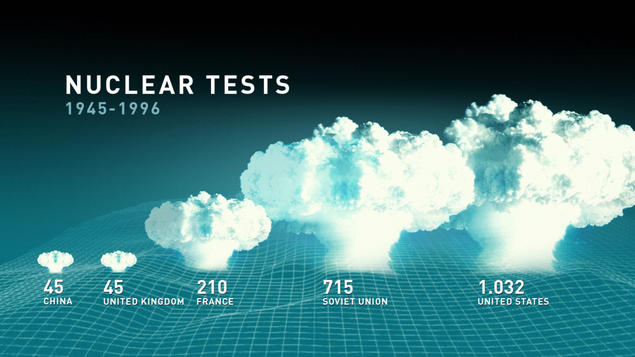 NUCLEAR TESTS
1945-1996
45
CHINA
45
UNITED KINGDOM
210
FRANCE
715
SOVIET UNION
1.032
UNITED STATES